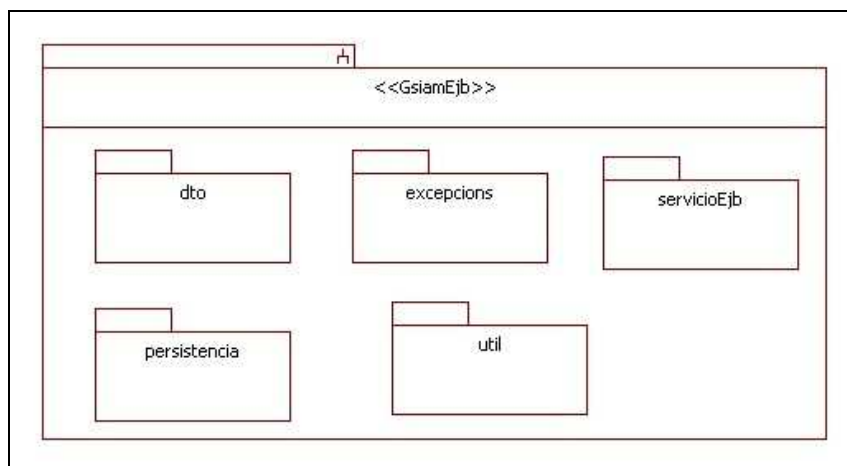 <<GsiamEjb>>
dto
excepcions
servicioEjb
persistencia
util